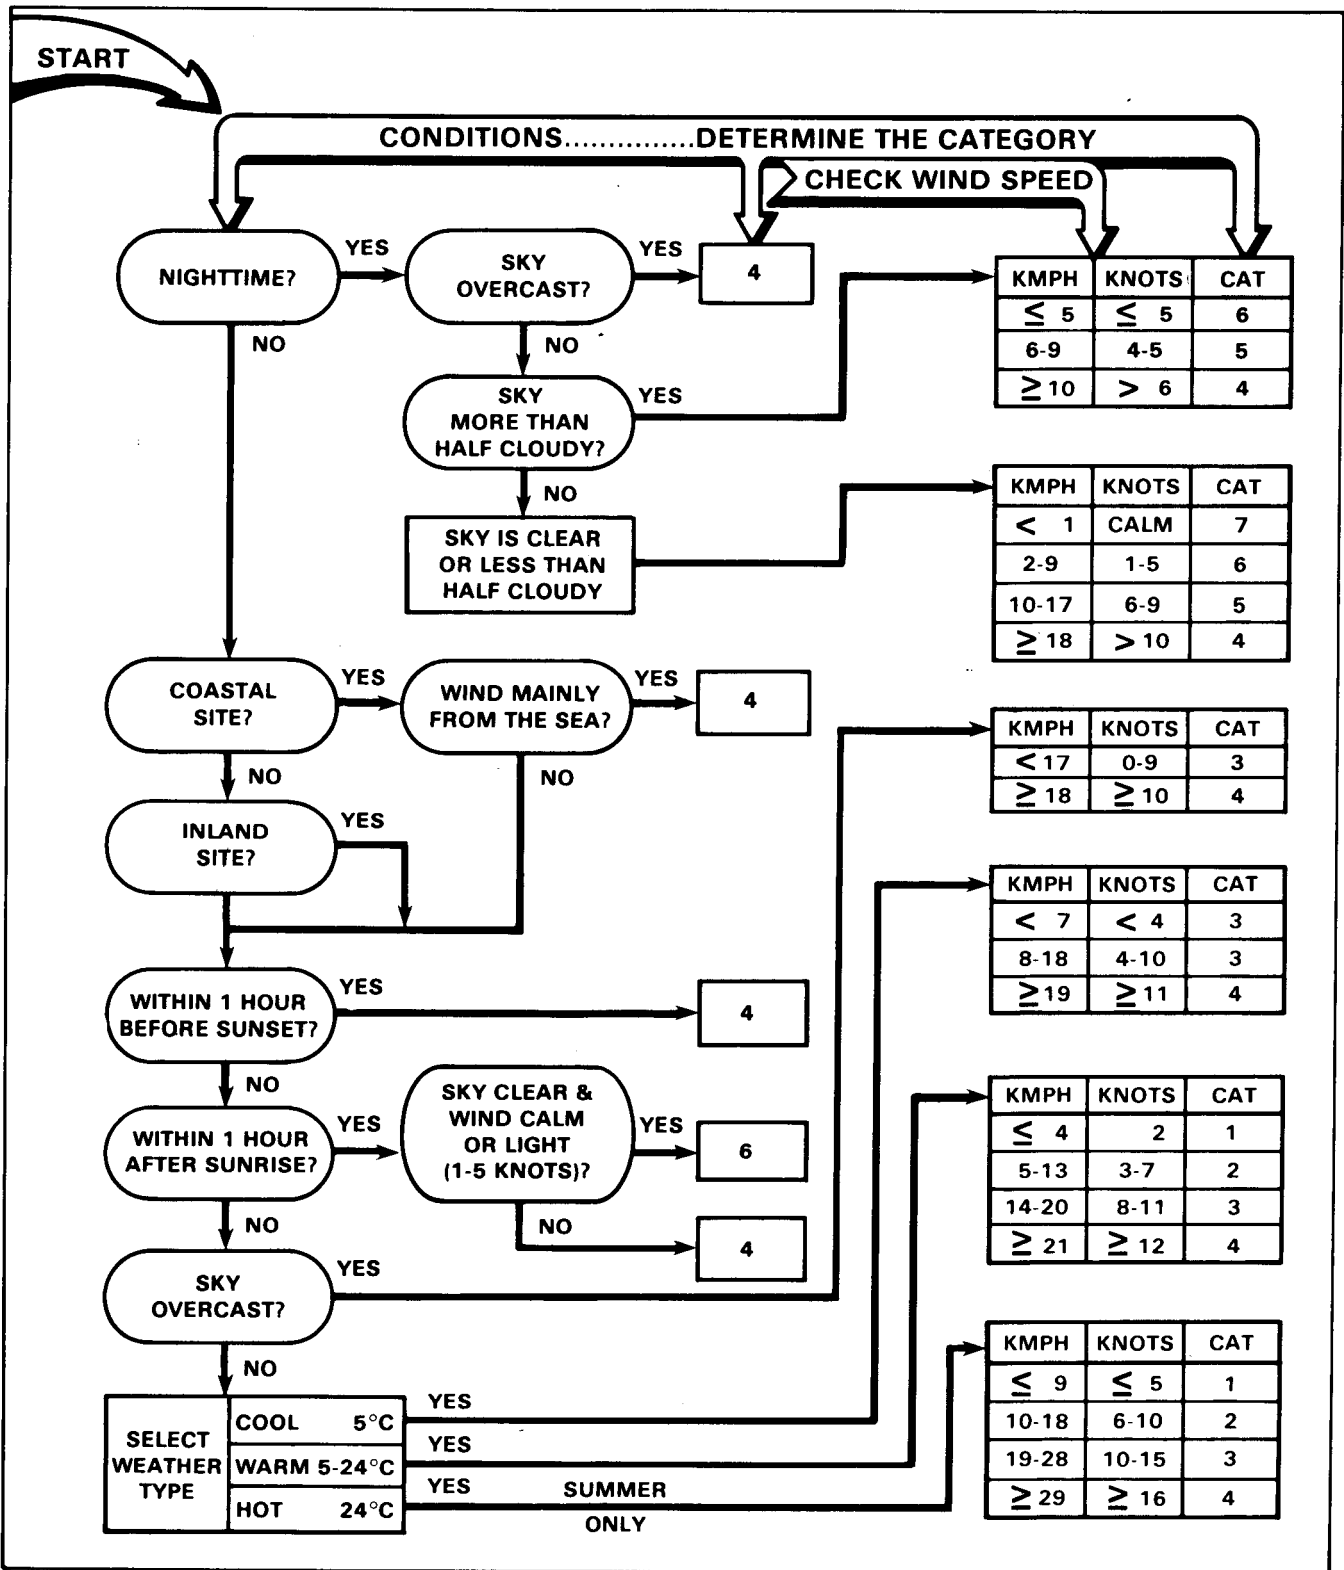 START
CONDITIONS...............DETERMINE THE CATEGORY
CHECK WIND SPEED
NIGHTTIME?
YES
NO
SKY
OVERCAST?
YES
4
NO
SKY
MORE THAN
HALF CLOUDY?
YES
NO
SKY IS CLEAR
OR LESS THAN
HALF CLOUDY
KMPH KNOTS CAT
≤ 5 ≤ 5 6
6-9 4-5 5
≥ 10 > 6 4
KMPH KNOTS CAT
< 1 CALM 7
2-9 1-5 6
10-17 6-9 5
≥ 18 > 10 4
COASTAL
SITE?
YES
NO
WIND MAINLY
FROM THE SEA?
YES
4
NO
INLAND
SITE?
YES
WITHIN 1 HOUR
BEFORE SUNSET?
YES
4
NO
WITHIN 1 HOUR
AFTER SUNRISE?
YES
SKY CLEAR &
WIND CALM
OR LIGHT
(1-5 KNOTS)?
YES
6
NO
4
NO
SKY
OVERCAST?
YES
NO
KMPH KNOTS CAT
< 17 0-9 3
≥ 18 ≥ 10 4
SELECT
WEATHER
TYPE
COOL 5°C
YES
WARM 5-24°C
YES
HOT 24°C
YES
SUMMER
ONLY
KMPH KNOTS CAT
< 7 < 4 3
8-18 4-10 3
≥ 19 ≥ 11 4
KMPH KNOTS CAT
≤ 4 2 1
5-13 3-7 2
14-20 8-11 3
≥ 21 ≥ 12 4
KMPH KNOTS CAT
≤ 9 ≤ 5 1
10-18 6-10 2
19-28 10-15 3
≥ 29 ≥ 16 4